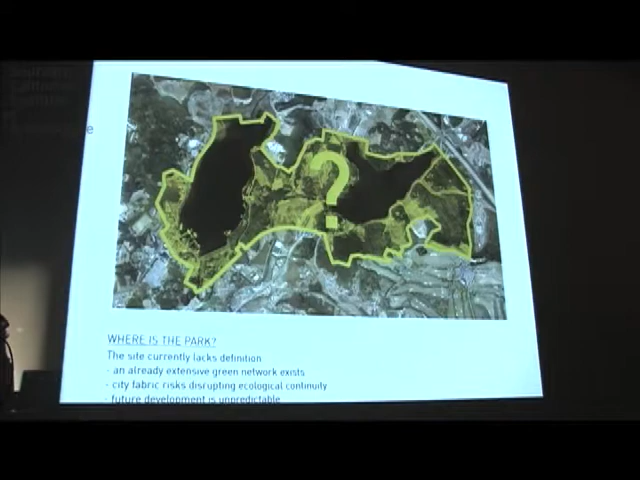 ?
WHERE IS THE PARK?
The site currently lacks definition
- an already extensive green network exists
- city fabric risks disrupting ecological continuity
- future development is unpredictable